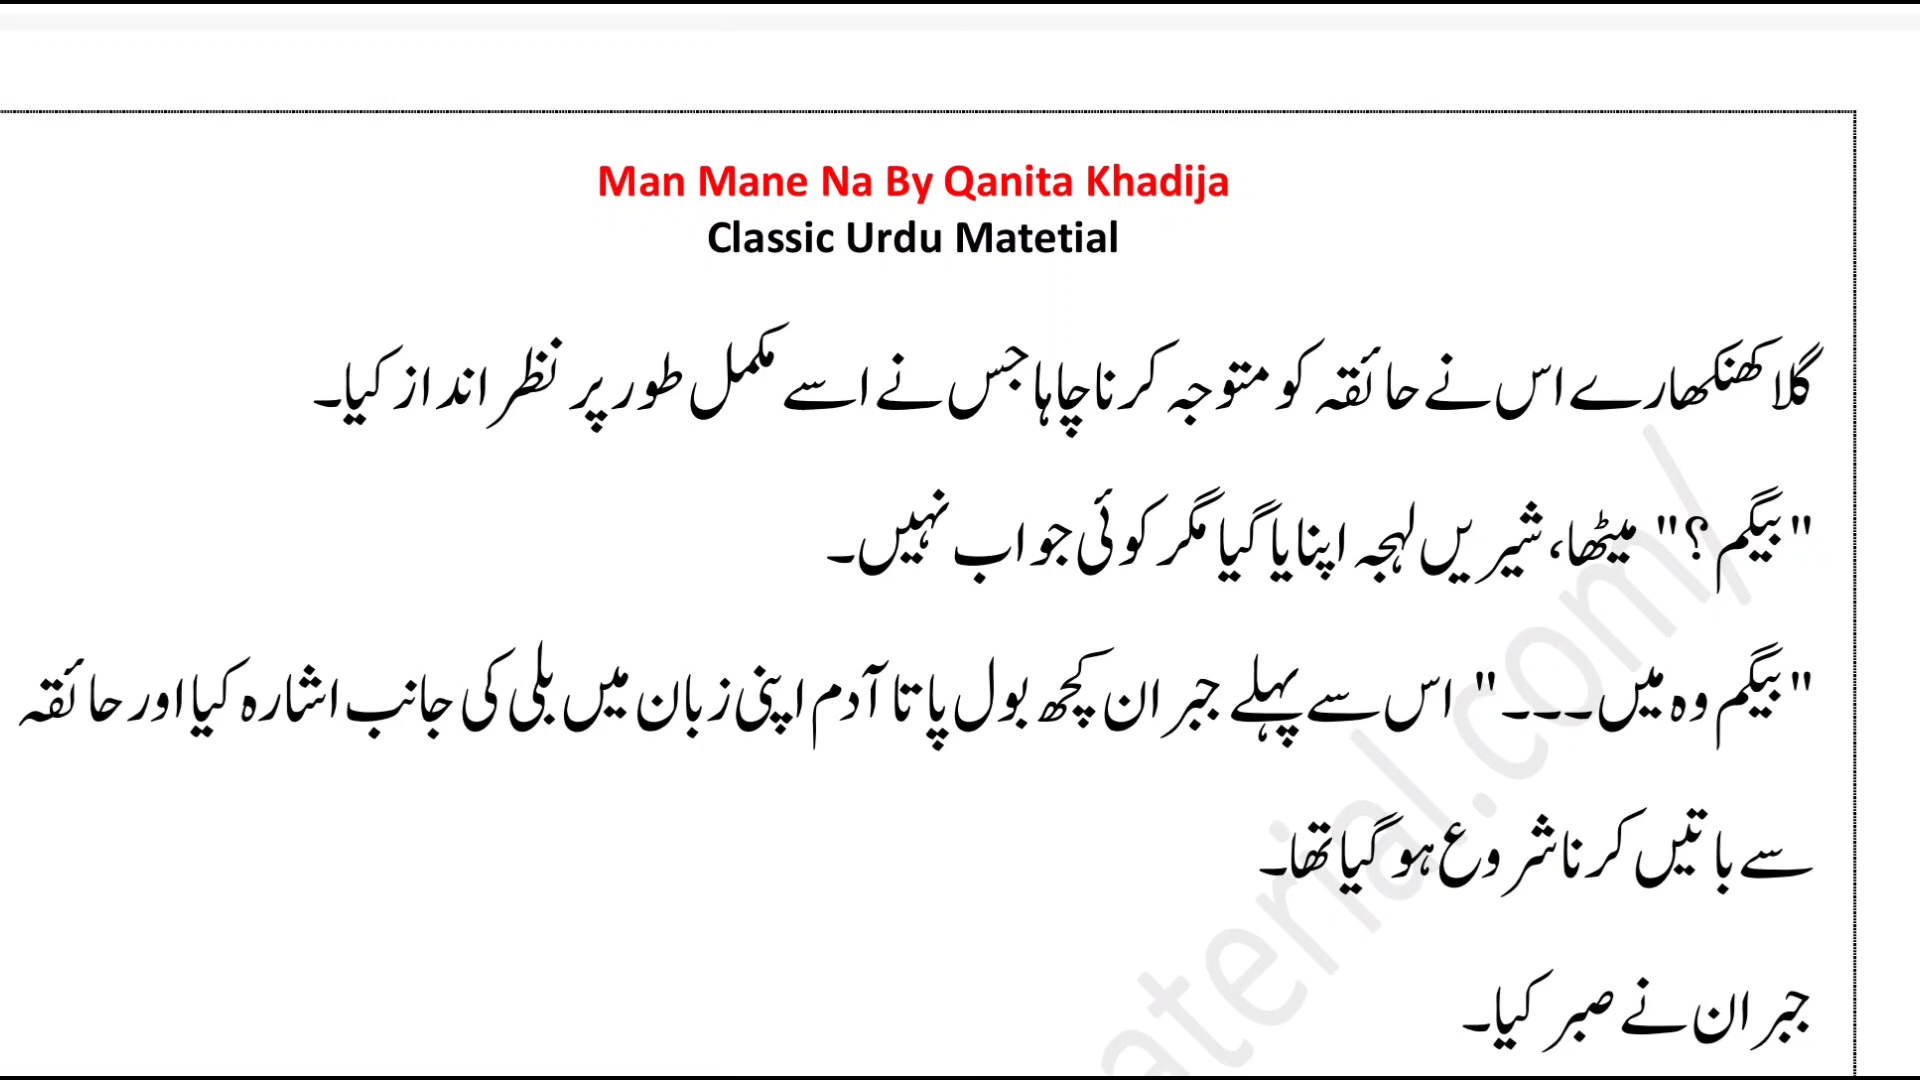 Man Mane Na By Qanita Khadija
Classic Urdu Matetial
گلا کھنکھارے اس نے حائقہ کو متوجہ کرنا چاہا جس نے اسے مکمل طور پر نظر انداز کیا۔
"بیگم؟" میٹھا، شیریں لہجہ اپنایا گیا مگر کوئی جواب نہیں۔
"بیگم وہ میں۔۔۔" اس سے پہلے جبران کچھ بول پاتا آدم اپنی زبان میں بلی کی جانب اشارہ کیا اور حائقہ
سے باتیں کرنا شروع ہو گیا تھا۔
جبران نے صبر کیا۔
aterial.com/